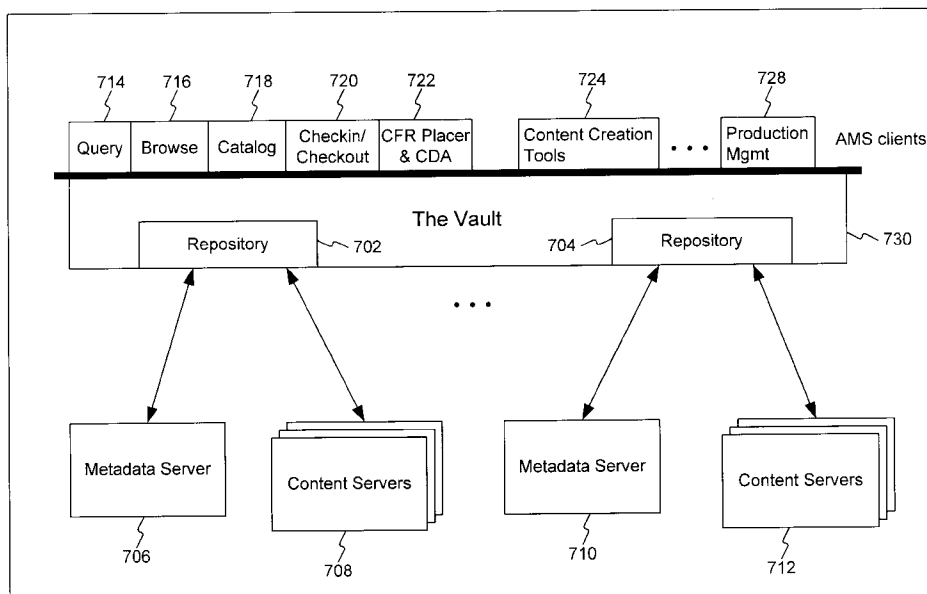 714 716 718 720 722 724 728
Query Browse Catalog Checkin/ Checkout CFR Placer & CDA Content Creation Tools • • • Production Mgmt AMS clients
The Vault
Repository 702 704 Repository 730
• • •
Metadata Server Content Servers Metadata Server Content Servers
706 708 710 712